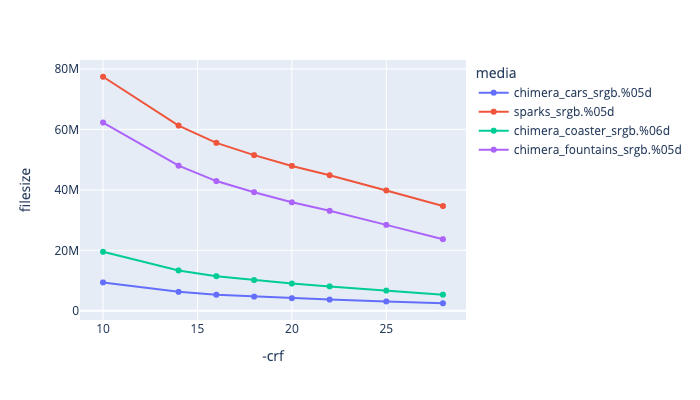 80M
60M
40M
20M
0
10 15 20 25
-crf
filesize
media
chimera_cars_srgb.%05d
sparks_srgb.%05d
chimera_coaster_srgb.%06d
chimera_fountains_srgb.%05d